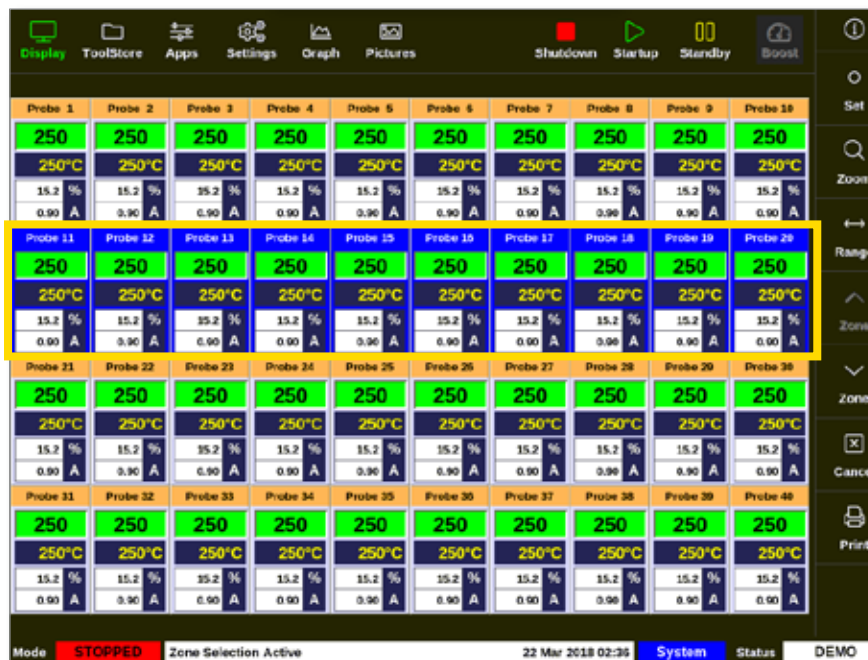 Display ToolStore Apps Settings Graph Pictures Shutdown Startup Standby Boost
Set
Zoom
Range
Zone
Zone
Cancel
Print
Probe 1 Probe 2 Probe 3 Probe 4 Probe 5 Probe 6 Probe 7 Probe 8 Probe 9 Probe 10
250 250 250 250 250 250 250 250 250 250
250°C 250°C 250°C 250°C 250°C 250°C 250°C 250°C 250°C 250°C
15.2 % 15.2 % 15.2 % 15.2 % 15.2 % 15.2 % 15.2 % 15.2 % 15.2 % 15.2 %
0.90 A 0.90 A 0.90 A 0.90 A 0.90 A 0.90 A 0.90 A 0.90 A 0.90 A 0.90 A
Probe 11 Probe 12 Probe 13 Probe 14 Probe 15 Probe 16 Probe 17 Probe 18 Probe 19 Probe 20
250 250 250 250 250 250 250 250 250 250
250°C 250°C 250°C 250°C 250°C 250°C 250°C 250°C 250°C 250°C
15.2 % 15.2 % 15.2 % 15.2 % 15.2 % 15.2 % 15.2 % 15.2 % 15.2 % 15.2 %
0.90 A 0.90 A 0.90 A 0.90 A 0.90 A 0.90 A 0.90 A 0.90 A 0.90 A 0.90 A
Probe 21 Probe 22 Probe 23 Probe 24 Probe 25 Probe 26 Probe 27 Probe 28 Probe 29 Probe 30
250 250 250 250 250 250 250 250 250 250
250°C 250°C 250°C 250°C 250°C 250°C 250°C 250°C 250°C 250°C
15.2 % 15.2 % 15.2 % 15.2 % 15.2 % 15.2 % 15.2 % 15.2 % 15.2 % 15.2 %
0.90 A 0.90 A 0.90 A 0.90 A 0.90 A 0.90 A 0.90 A 0.90 A 0.90 A 0.90 A
Probe 31 Probe 32 Probe 33 Probe 34 Probe 35 Probe 36 Probe 37 Probe 38 Probe 39 Probe 40
250 250 250 250 250 250 250 250 250 250
250°C 250°C 250°C 250°C 250°C 250°C 250°C 250°C 250°C 250°C
15.2 % 15.2 % 15.2 % 15.2 % 15.2 % 15.2 % 15.2 % 15.2 % 15.2 % 15.2 %
0.90 A 0.90 A 0.90 A 0.90 A 0.90 A 0.90 A 0.90 A 0.90 A 0.90 A 0.90 A
Mode STOPPED Zone Selection Active 22 Mar 2018 02:36 System Status DEMO